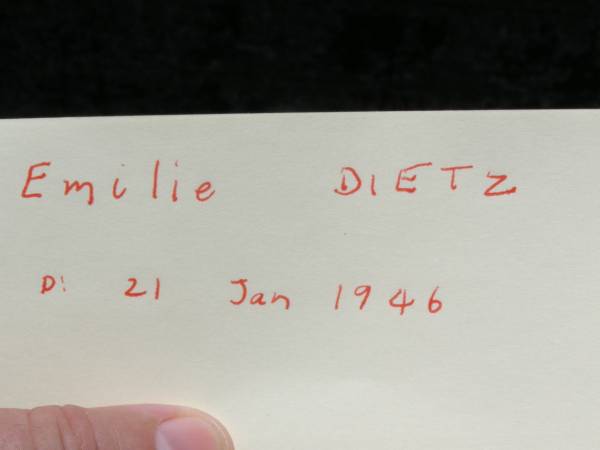 Emilie DIETZ
D: 21 Jan 1946